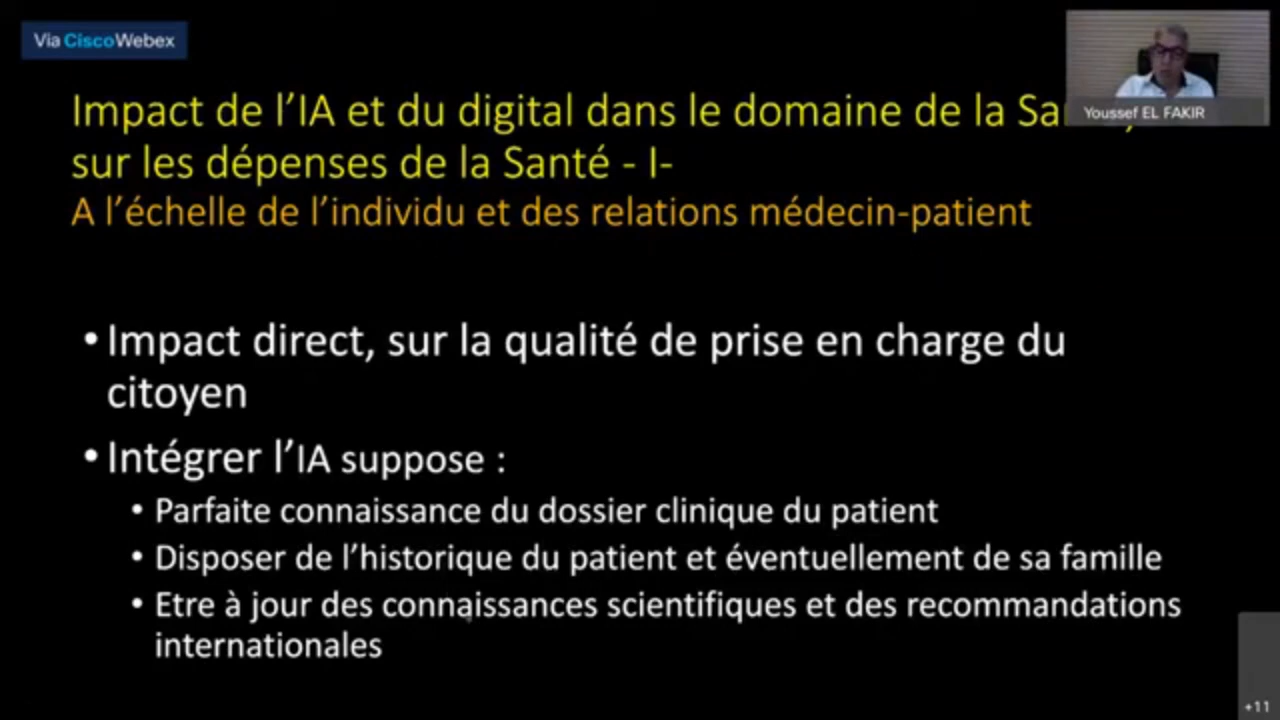 Via CiscoWebex
Youssef EL FAKIR
Impact de l'IA et du digital dans le domaine de la
sur les dépenses de la Santé - I-
A l'échelle de l'individu et des relations médecin-patient
• Impact direct, sur la qualité de prise en charge du
citoyen
• Intégrer l'IA suppose :
• Parfaite connaissance du dossier clinique du patient
• Disposer de l'historique du patient et éventuellement de sa famille
• Etre à jour des connaissances scientifiques et des recommandations
internationales
+11